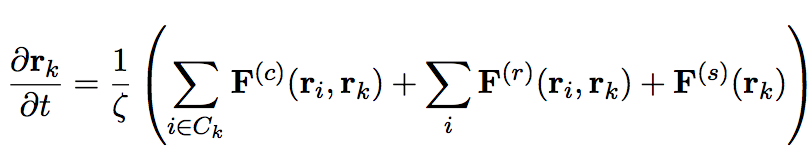 ∂r_k/∂t = 1/ζ ( ∑_{i∈C_k} F^{(c)}(r_i, r_k) + ∑_i F^{(r)}(r_i, r_k) + F^{(s)}(r_k) )